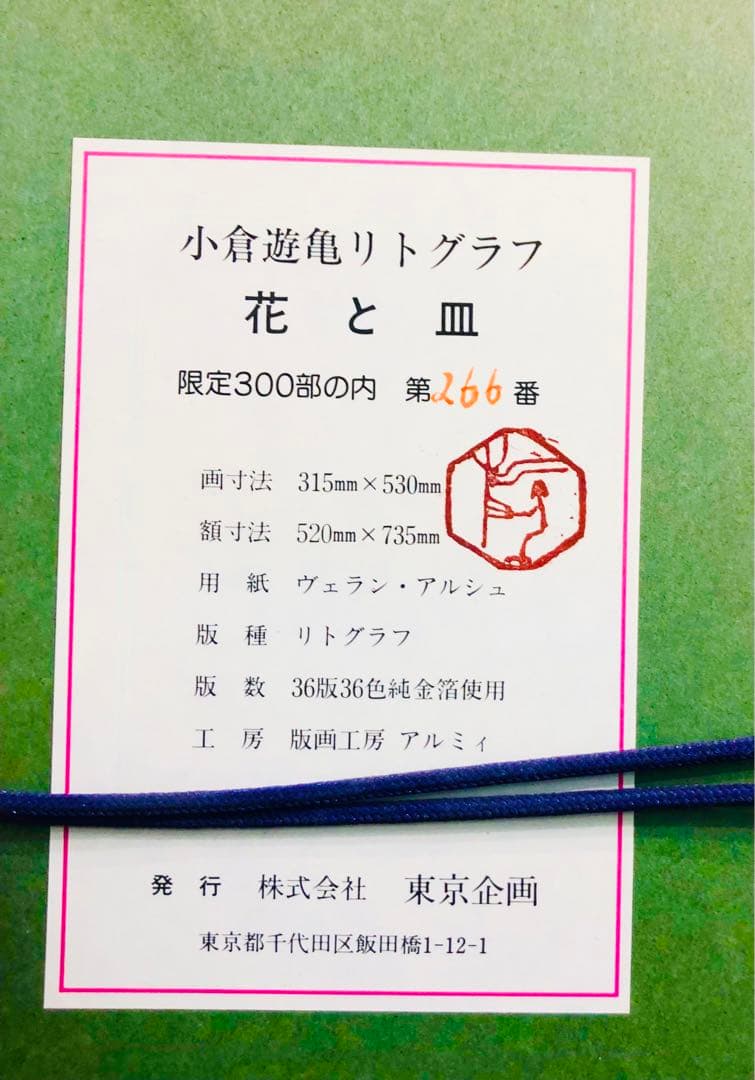 小倉遊亀リトグラフ
花と皿
限定300部の内 第266番
画寸法 315mm×530mm
額寸法 520mm×735mm
用紙 ヴェラン・アルシュ
版種 リトグラフ
版数 36版36色純金箔使用
工房 版画工房 アルミィ
発行 株式会社 東京企画
東京都千代田区飯田橋1-12-1